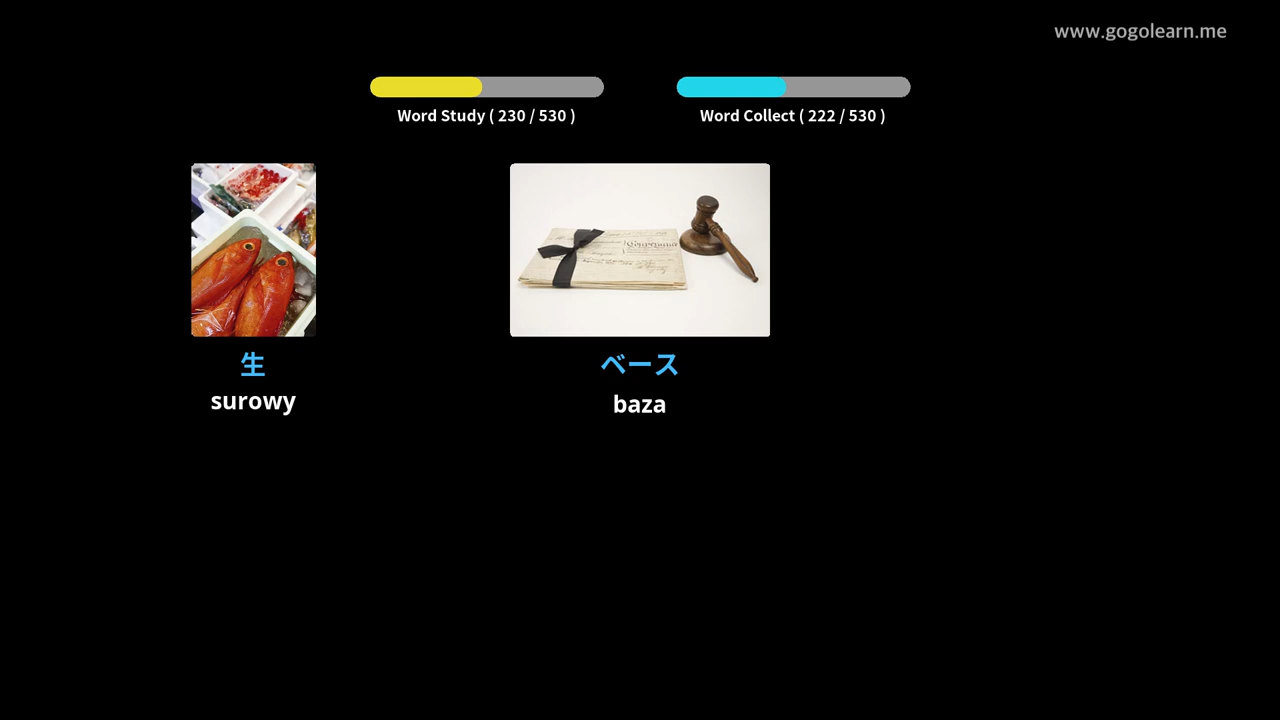 www.gogolearn.me
Word Study ( 230 / 530 )
Word Collect ( 222 / 530 )
生
surowy
ベース
baza